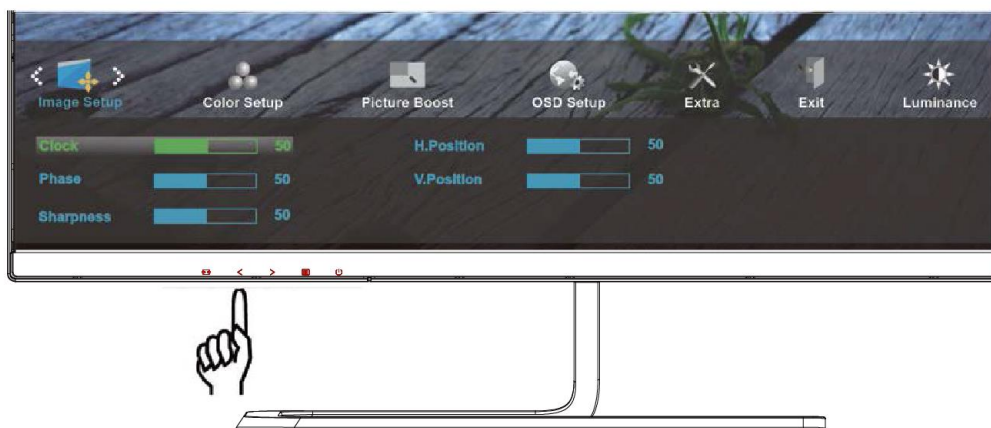 Image Setup Color Setup Picture Boost OSD Setup Extra Exit Luminance
Clock 50 H.Position 50
Phase 50 V.Position 50
Sharpness 50